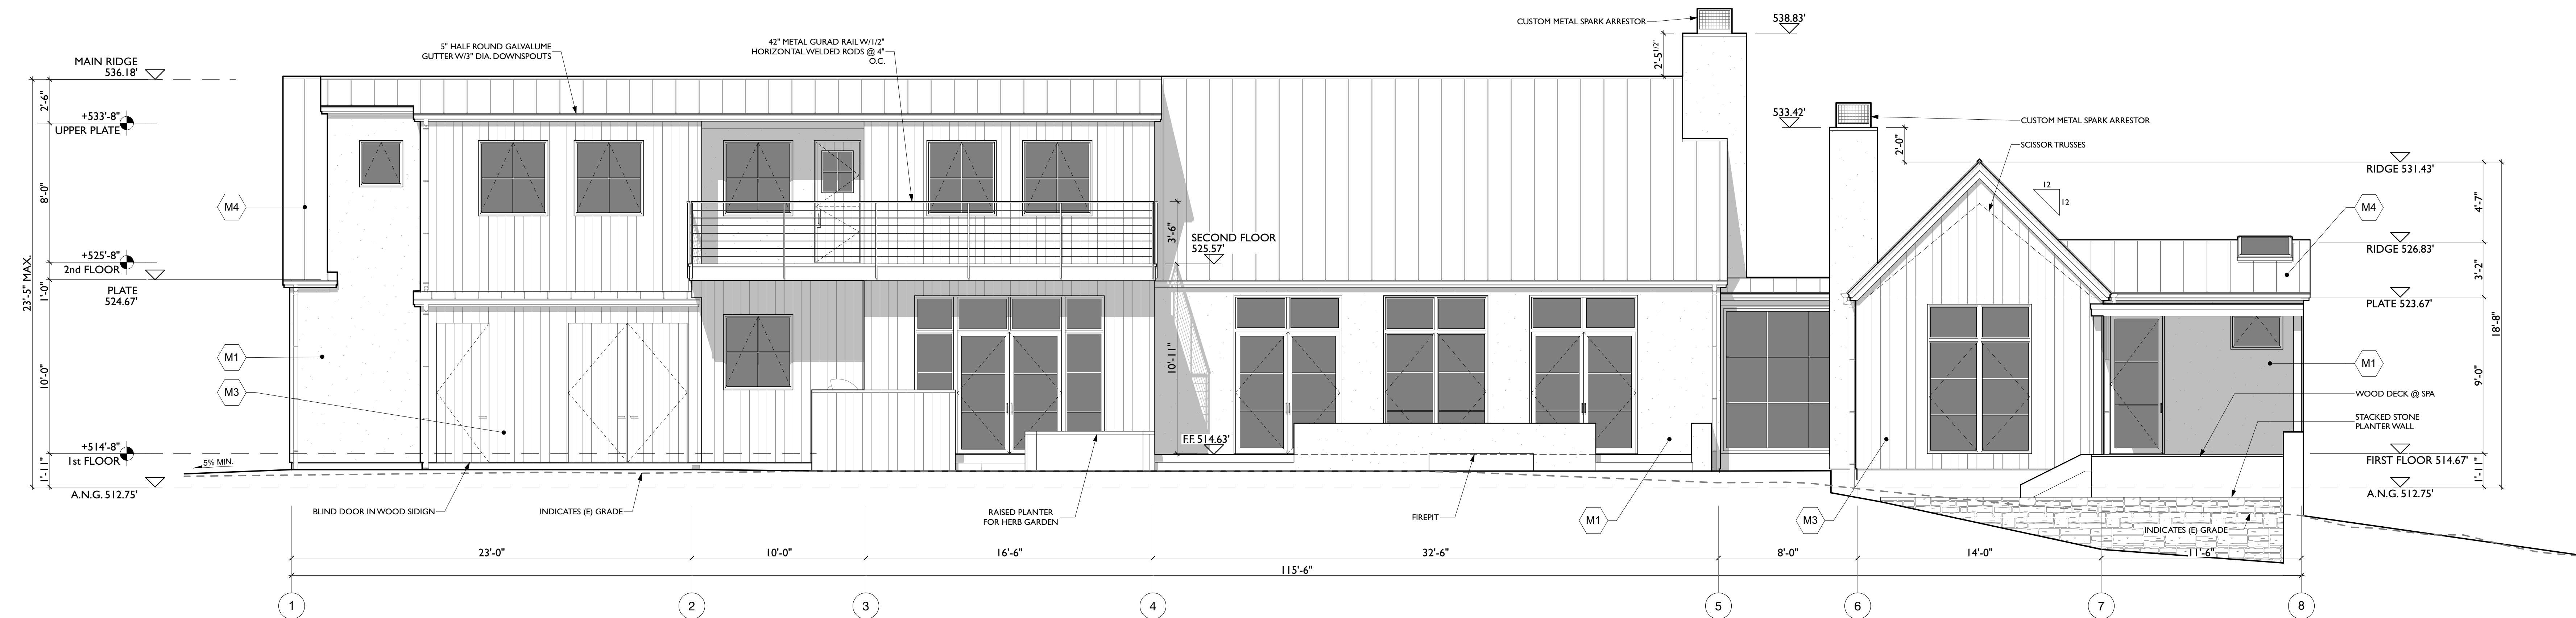 MAIN RIDGE
536.18'
+533'-8"
UPPER PLATE
+525'-8"
2nd FLOOR
PLATE
524.67'
+514'-8"
1st FLOOR
A.N.G. 512.75'
23'-5" MAX.
2'-6"
8'-0"
1'-0"
10'-0"
1'-11"
M4
M1
M3
5% MIN.
5" HALF ROUND GALVALUME
GUTTER W/3" DIA. DOWNSPOUTS
42" METAL GURAD RAIL W/1/2"
HORIZONTAL WELDED RODS @ 4"
O.C.
BLIND DOOR IN WOOD SIDIGN
INDICATES (E) GRADE
RAISED PLANTER
FOR HERB GARDEN
3'-6"
10'-11"
SECOND FLOOR
525.57'
F.F. 514.63'
FIREPIT
M1
CUSTOM METAL SPARK ARRESTOR
538.83'
2'-5 1/2"
533.42'
2'-0"
CUSTOM METAL SPARK ARRESTOR
SCISSOR TRUSSES
12
12
M3
RIDGE 531.43'
M4
RIDGE 526.83'
PLATE 523.67'
M1
WOOD DECK @ SPA
STACKED STONE
PLANTER WALL
FIRST FLOOR 514.67'
A.N.G. 512.75'
INDICATES (E) GRADE
4'-7"
3'-2"
9'-0"
1'-11"
18'-8"
23'-0"
10'-0"
16'-6"
32'-6"
8'-0"
14'-0"
11'-6"
115'-6"
1
2
3
4
5
6
7
8